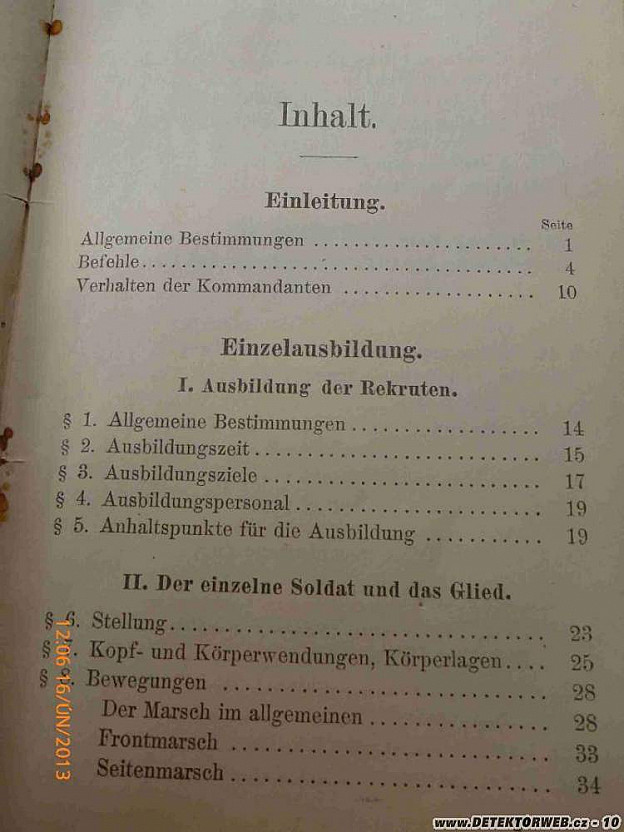 Inhalt.
Einleitung.
Seite
Allgemeine Bestimmungen ........................ 1
Befehle........................................ 4
Verhalten der Kommandanten .................... 10
Einzelausbildung.
I. Ausbildung der Rekruten.
§ 1. Allgemeine Bestimmungen .................... 14
§ 2. Ausbildungszeit ............................ 15
§ 3. Ausbildungsziele ........................... 17
§ 4. Ausbildungspersonal ........................ 19
§ 5. Anhaltspunkte für die Ausbildung ........... 19
II. Der einzelne Soldat und das Glied.
§ 6. Stellung................................... 23
§ . Kopf- und Körperwendungen, Körperlagen.... 25
§ . Bewegungen ................................ 28
Der Marsch im allgemeinen ..................... 28
Frontmarsch ................................... 33
Seitenmarsch .................................. 34
12:06 16/ÚN/2013
www.DETEKTORWEB.cz - 10